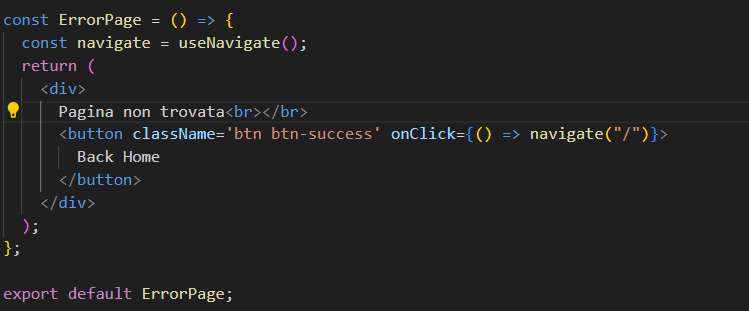 const ErrorPage = () => {
  const navigate = useNavigate();
  return (
    <div>
      Pagina non trovata<br></br>
      <button className='btn btn-success' onClick={() => navigate("/")}>
        Back Home
      </button>
    </div>
  );
};

export default ErrorPage;